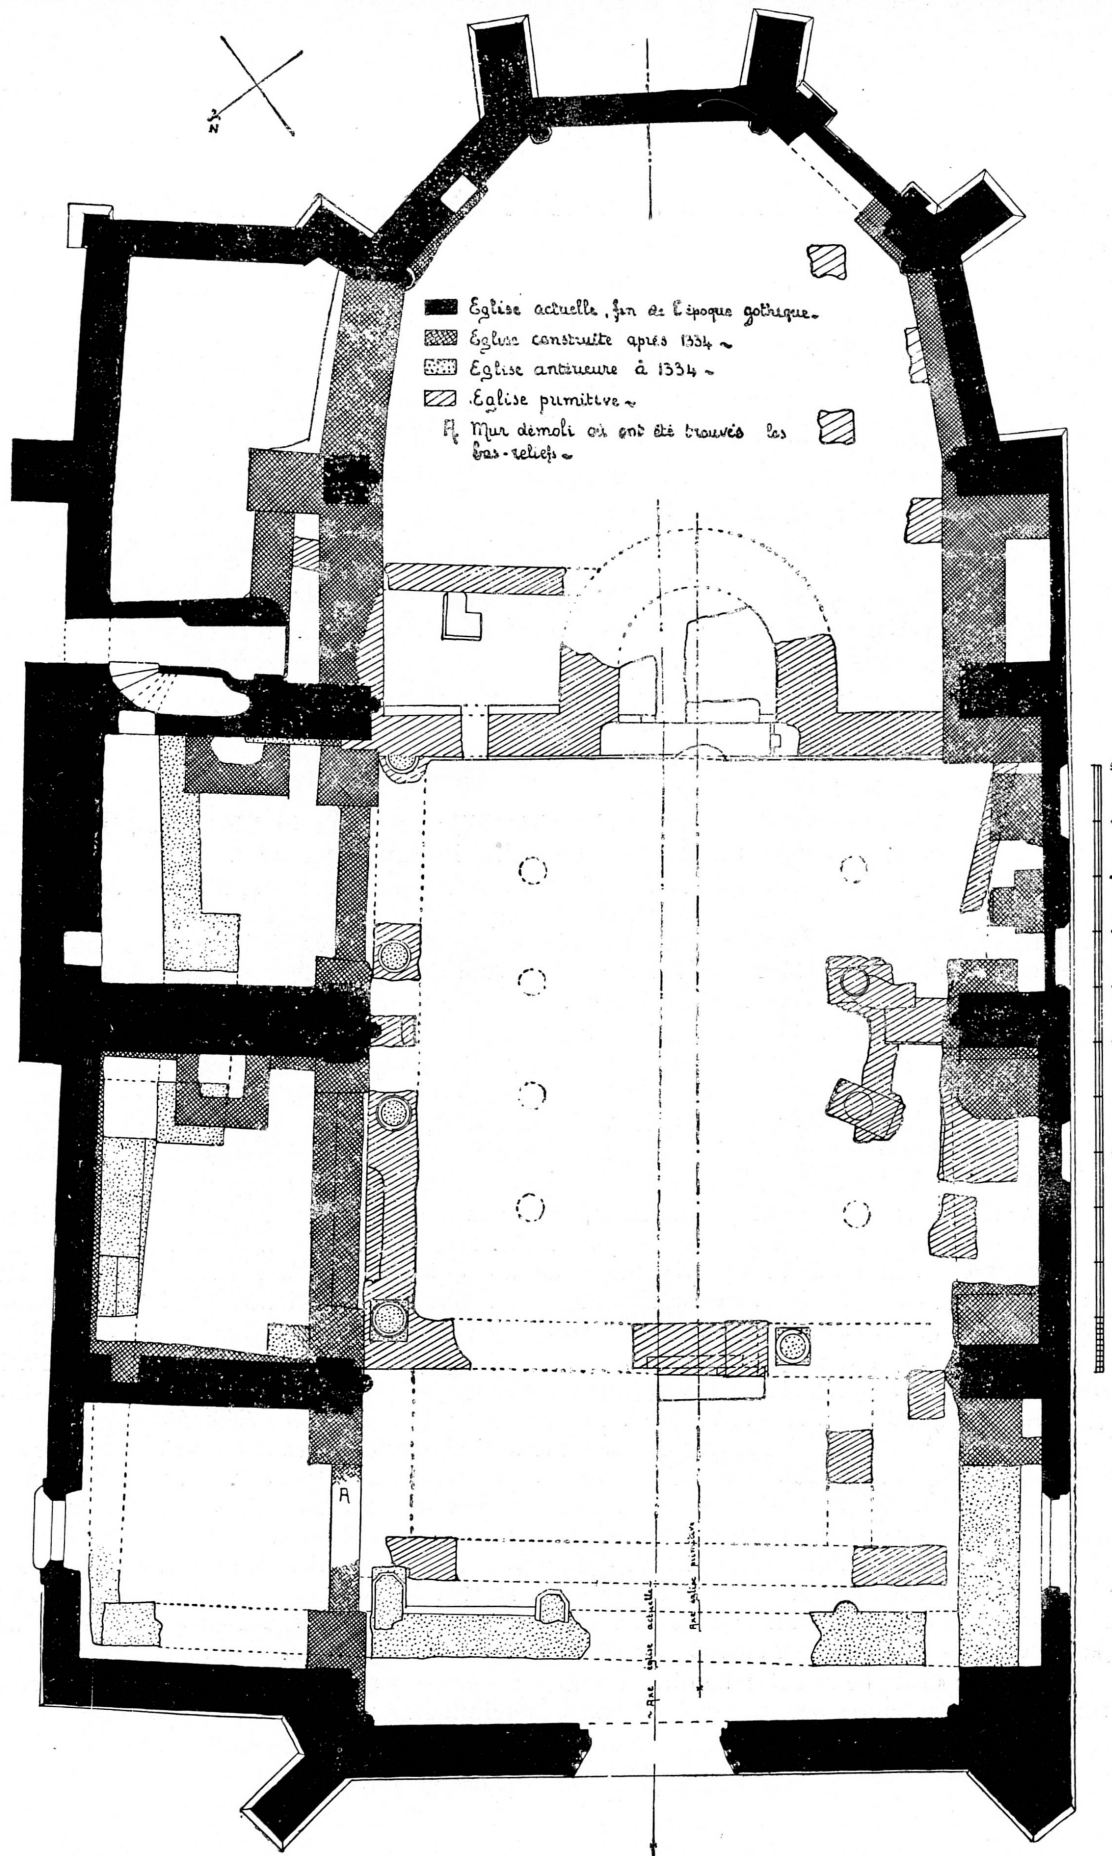 N
Eglise actuelle, fin de l'époque gothique.
Eglise construite après 1334
Eglise antérieure à 1334
Eglise primitive
A Mur démoli où ont été trouvés les
bas-reliefs
A
Axe église actuelle
Axe église primitive